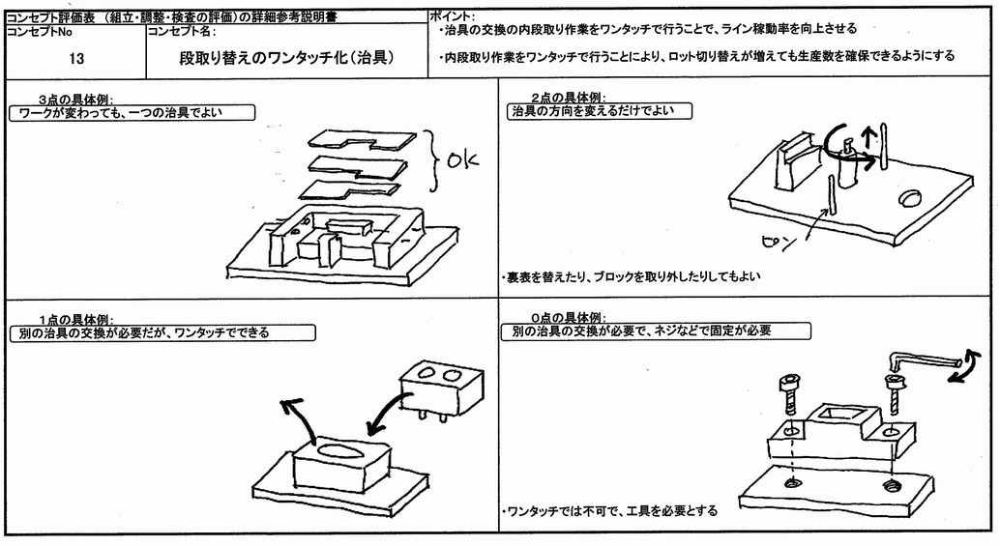 コンセプト評価表　(組立・調整・検査の評価)の詳細参考説明書
コンセプトNo
13
コンセプト名:
段取り替えのワンタッチ化(治具)
ポイント:
・治具の交換の内段取り作業をワンタッチで行うことで、ライン稼動率を向上させる
・内段取り作業をワンタッチで行うことにより、ロット切り替えが増えても生産数を確保できるようにする
3点の具体例:
ワークが変わっても、一つの治具でよい
OK
2点の具体例:
治具の方向を変えるだけでよい
ピン
・裏表を替えたり、ブロックを取り外したりしてもよい
1点の具体例:
別の治具の交換が必要だが、ワンタッチでできる
0点の具体例:
別の治具の交換が必要で、ネジなどで固定が必要
・ワンタッチでは不可で、工具を必要とする